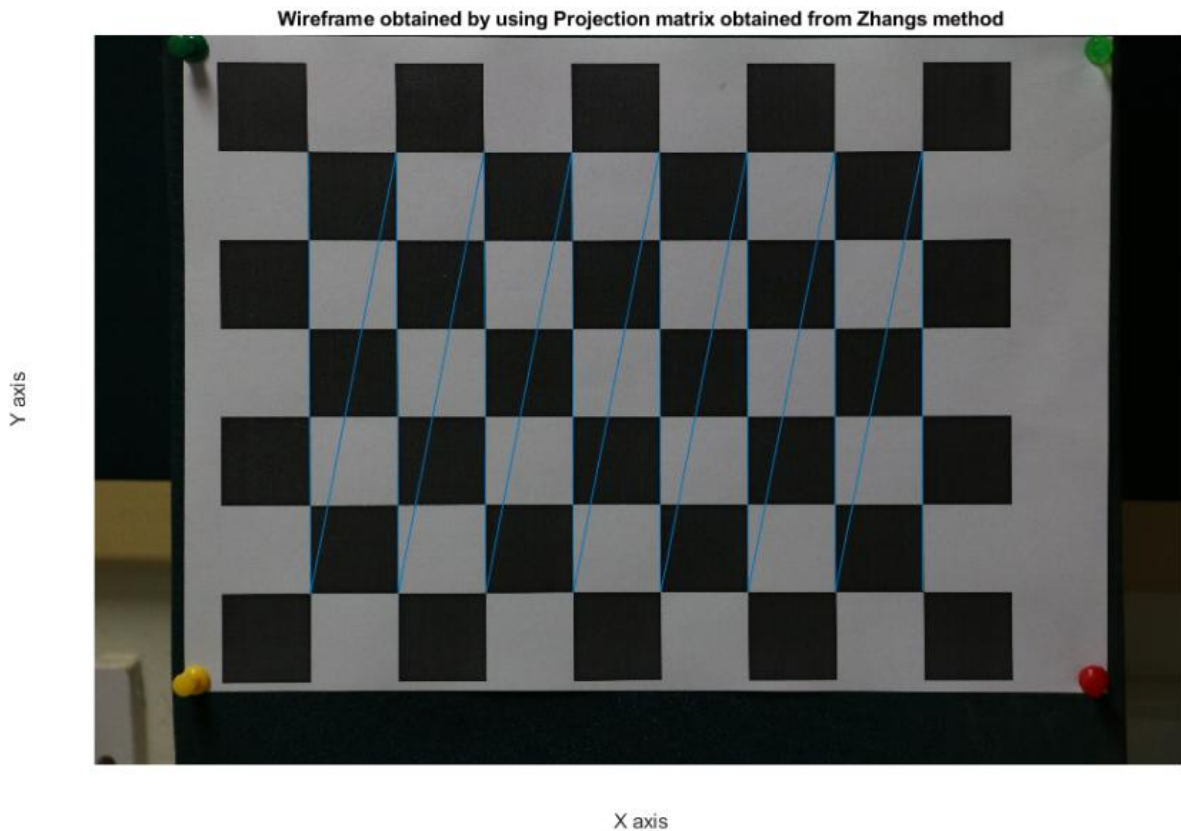 Wireframe obtained by using Projection matrix obtained from Zhangs method
Y axis
X axis